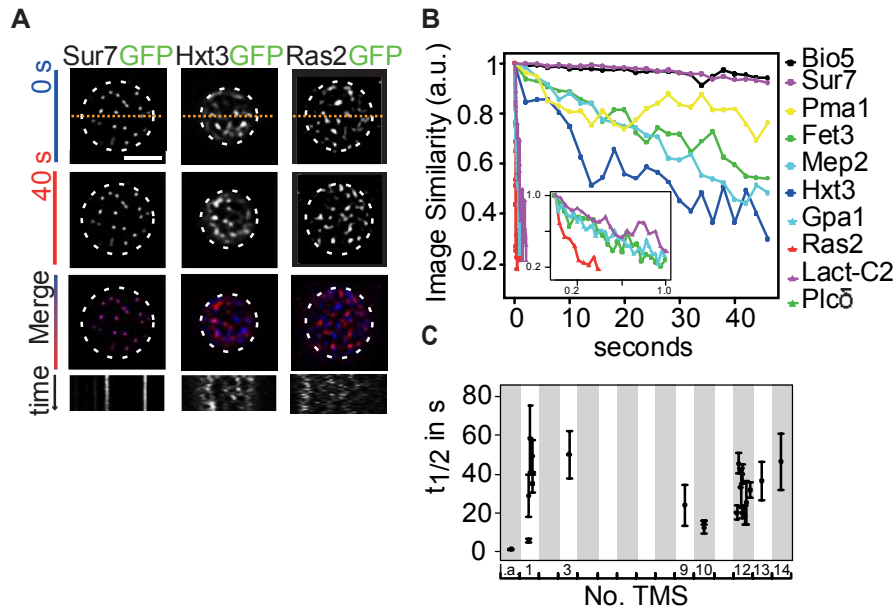 A
Sur7GFP Hxt3GFP Ras2GFP
0 s
40 s
Merge
time
B
Image Similarity (a.u.)
1
0.8
0.6
0.4
0.2
0 10 20 30 40
seconds
1.0
0.2
0.2 1.0
Bio5
Sur7
Pma1
Fet3
Mep2
Hxt3
Gpa1
Ras2
Lact-C2
Plcδ
C
t1/2 in s
80
60
40
20
0
i.a. 1 3 9 10 12 13 14
No. TMS